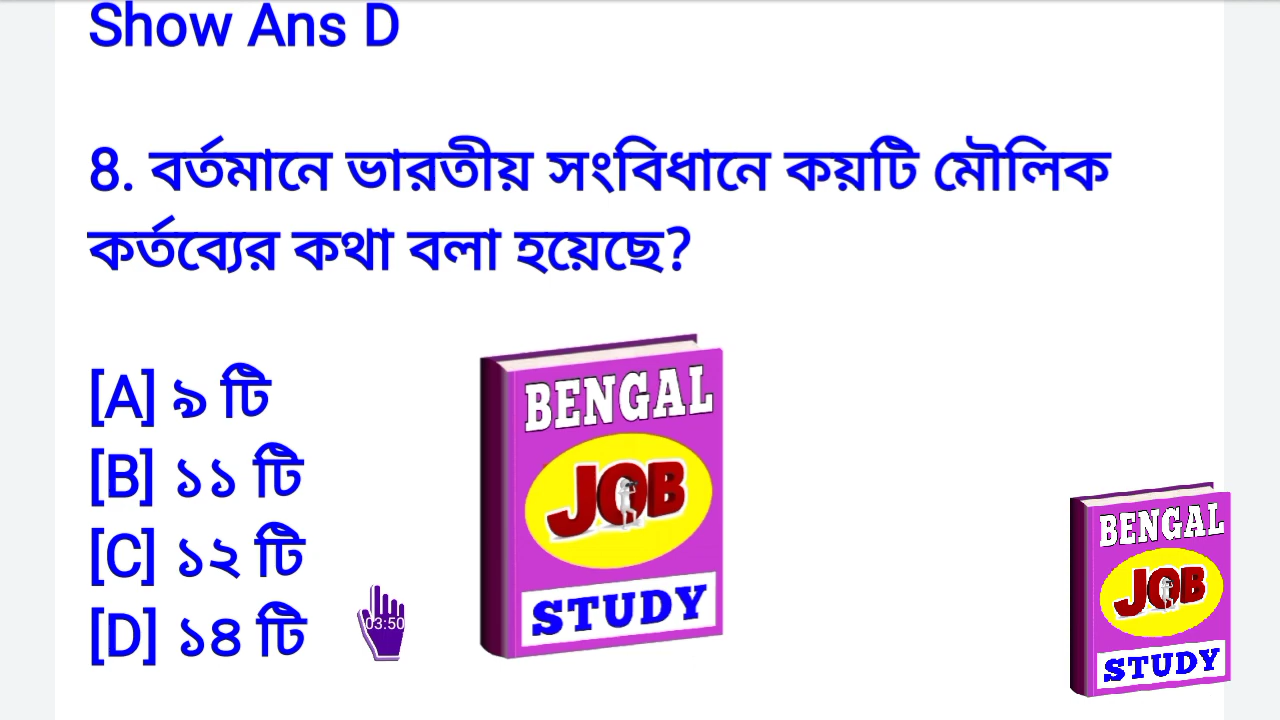 Show Ans D
8. বর্তমানে ভারতীয় সংবিধানে কয়টি মৌলিক
কর্তব্যের কথা বলা হয়েছে?
[A] ৯ টি
[B] ১১ টি
[C] ১২ টি
[D] ১৪ টি
03:50
BENGAL
JOB
STUDY
BENGAL
JOB
STUDY